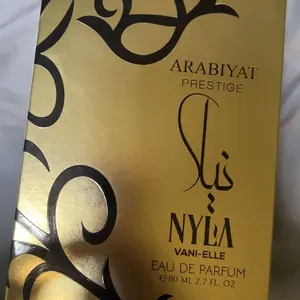 ARABIYAT
PRESTIGE
نيلا
NYLA
VANI-ELLE
EAU DE PARFUM
℮ 80 ML 2.7 FL. OZ